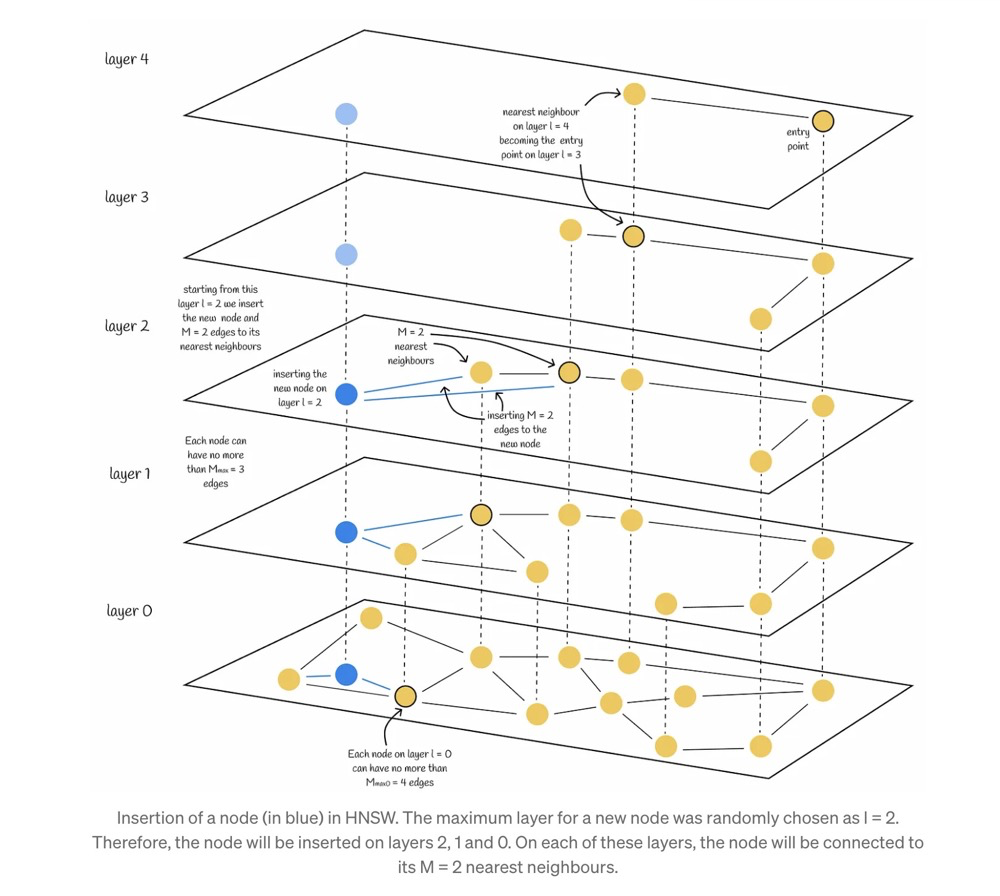 layer 4
nearest neighbour
on layer l = 4
becoming the entry
point on layer l = 3
entry
point
layer 3
starting from this
layer l = 2 we insert
the new node and
M = 2 edges to its
nearest neighbours
layer 2
M = 2
nearest
neighbours
inserting the
new node on
layer l = 2
inserting M = 2
edges to the
new node
Each node can
have no more
than Mmax = 3
edges
layer 1
layer 0
Each node on layer l = 0
can have no more than
Mmax0 = 4 edges
Insertion of a node (in blue) in HNSW. The maximum layer for a new node was randomly chosen as l = 2.
Therefore, the node will be inserted on layers 2, 1 and 0. On each of these layers, the node will be connected to
its M = 2 nearest neighbours.